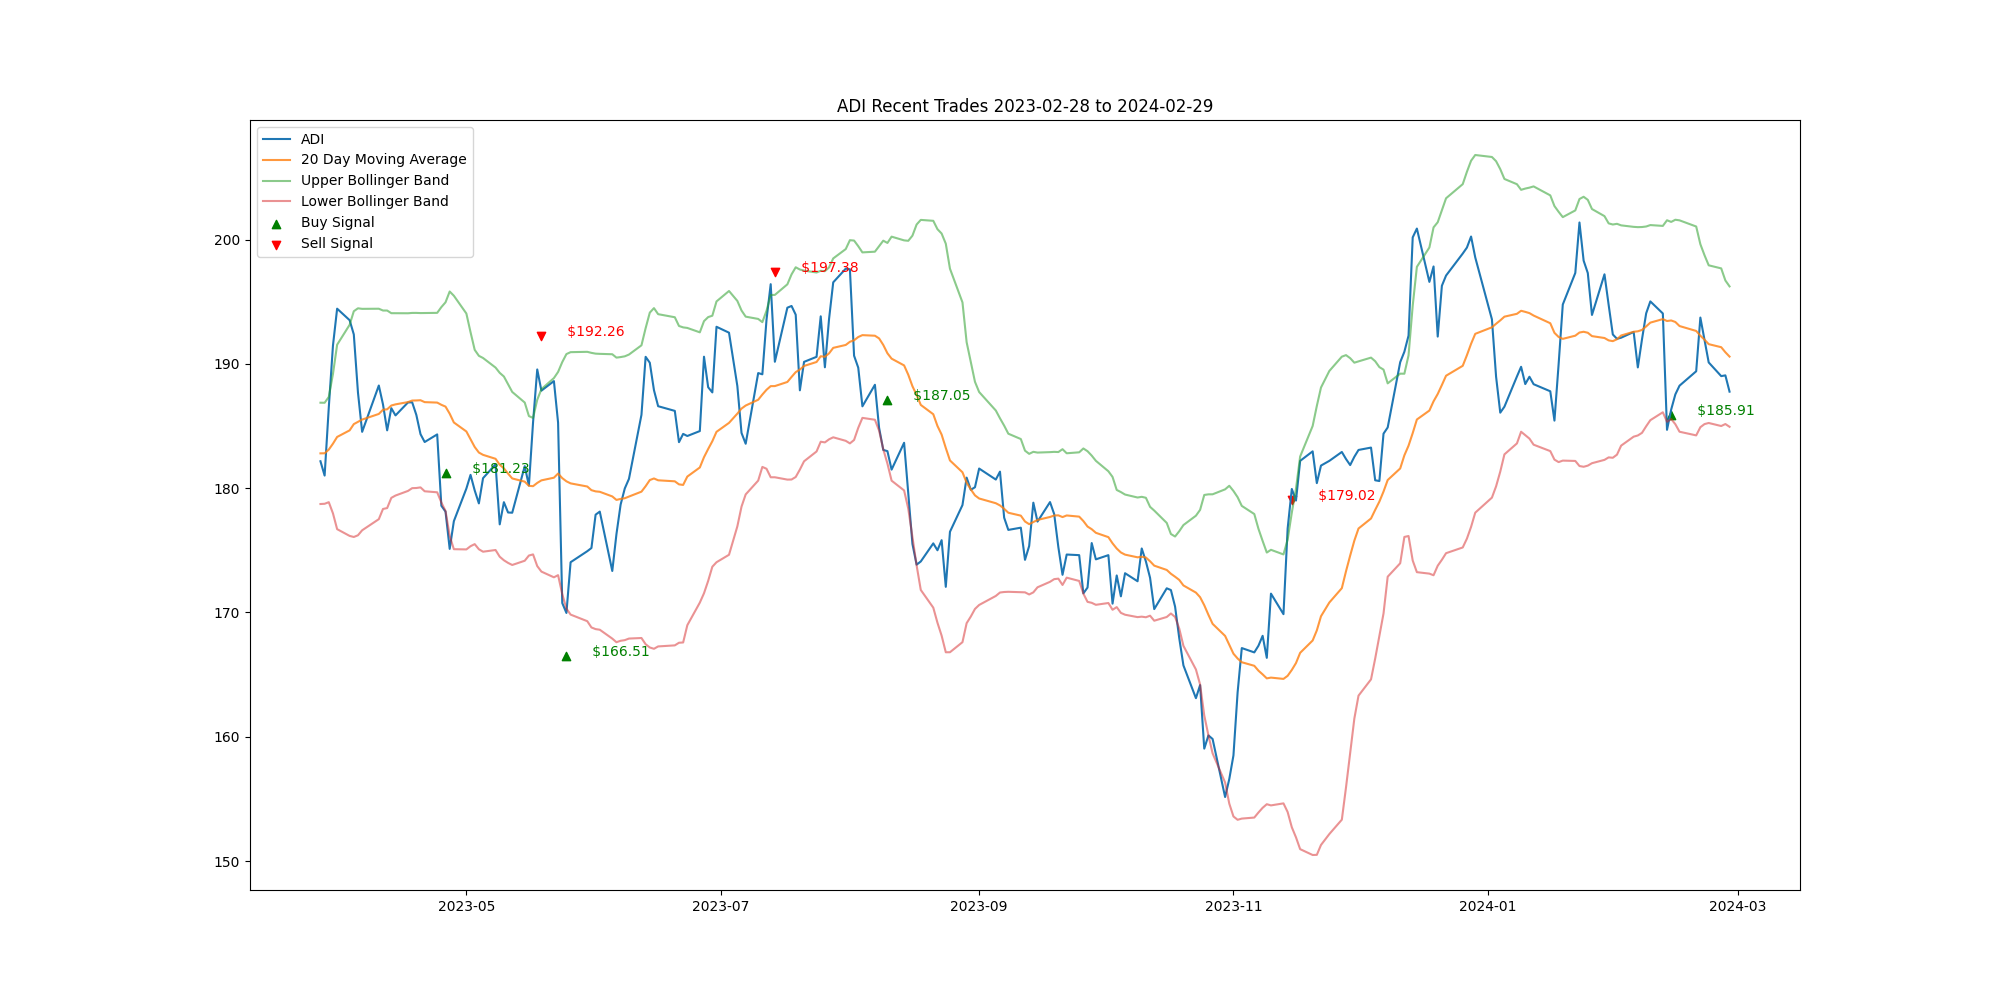 ADI Recent Trades 2023-02-28 to 2024-02-29
ADI
20 Day Moving Average
Upper Bollinger Band
Lower Bollinger Band
Buy Signal
Sell Signal
200
190
180
170
160
150
$197.38
$192.26
$187.05
$185.91
$181.23
$179.02
$166.51
2023-05
2023-07
2023-09
2023-11
2024-01
2024-03